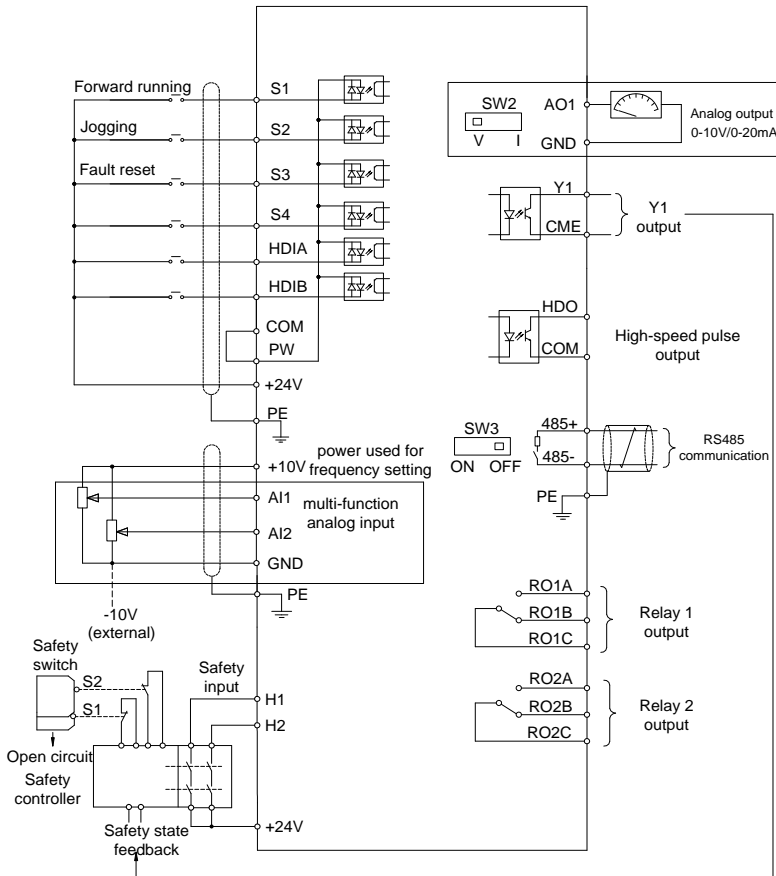 Forward running
S1
Jogging
S2
Fault reset
S3
S4
HDIA
HDIB
COM
PW
+24V
PE
+10V
power used for
frequency setting
AI1
multi-function
analog input
AI2
GND
PE
-10V
(external)
Safety
switch
S2
S1
Open circuit
Safety
controller
Safety
input
H1
H2
+24V
Safety state
feedback
SW2
V I
AO1
GND
Analog output
0-10V/0-20mA
Y1
CME
Y1
output
HDO
COM
High-speed pulse
output
SW3
ON OFF
485+
485-
PE
RS485
communication
RO1A
RO1B
RO1C
Relay 1
output
RO2A
RO2B
RO2C
Relay 2
output